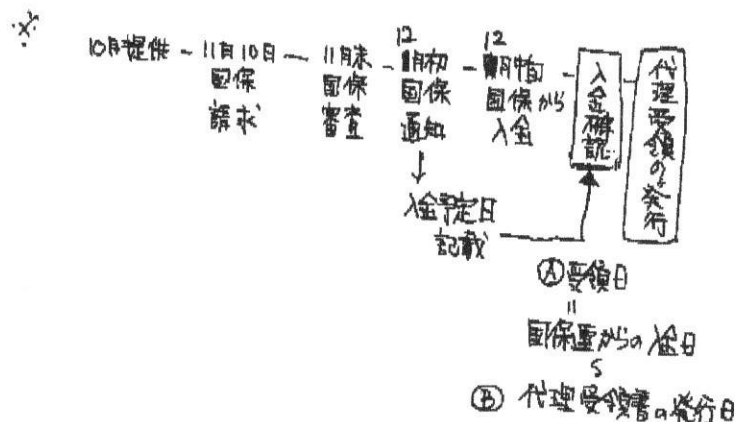 10月提供 - 11月10日 - 11月末 - 12月初 - 12月中旬 - 入金確認 - 代理受領の発行
国保 国保 国保 国保から
請求 審査 通知 入金
↓
入金予定日
記載
Ⓐ 受領日
〃
国保連からの入金日
Ⓑ 代理受領書の発行日